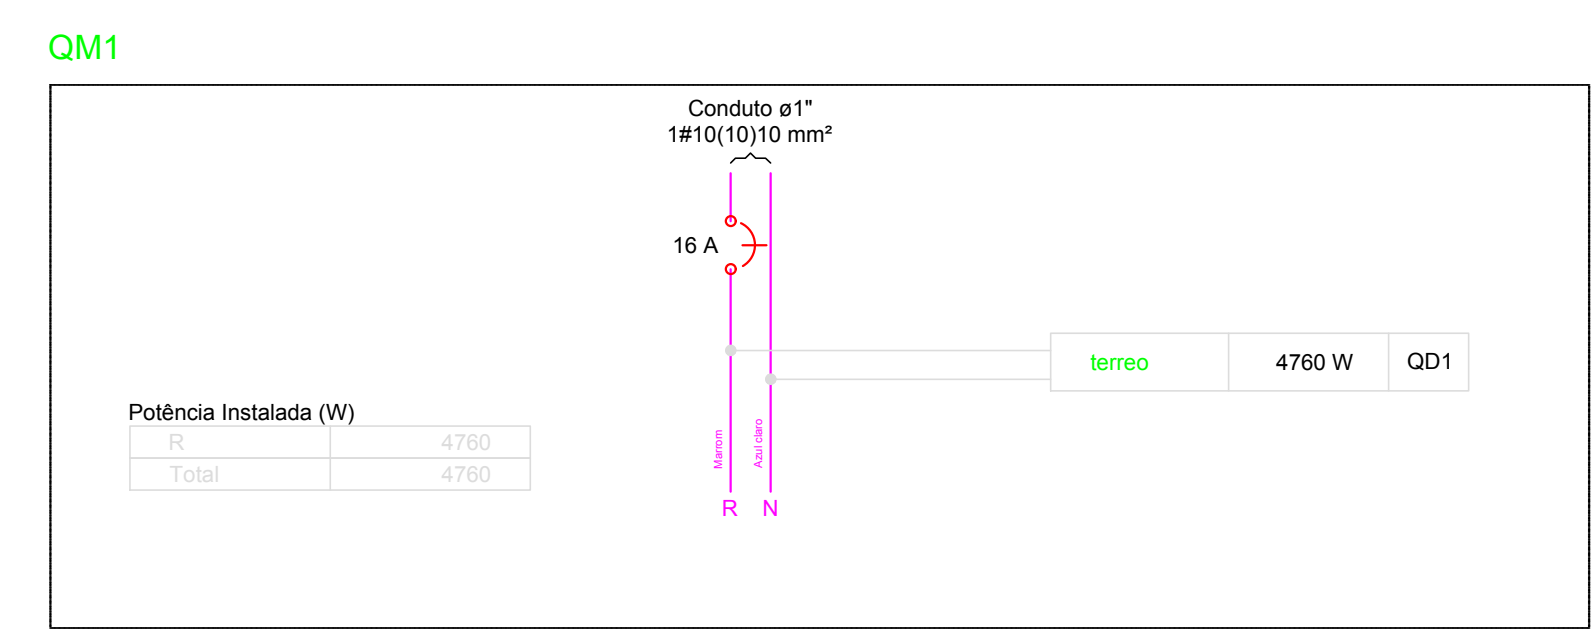 QM1
Conduto ø1"
1#10(10)10 mm²
16 A
terreo 4760 W QD1
Potência Instalada (W)
R 4760
Total 4760
Marrom
Azul claro
R N